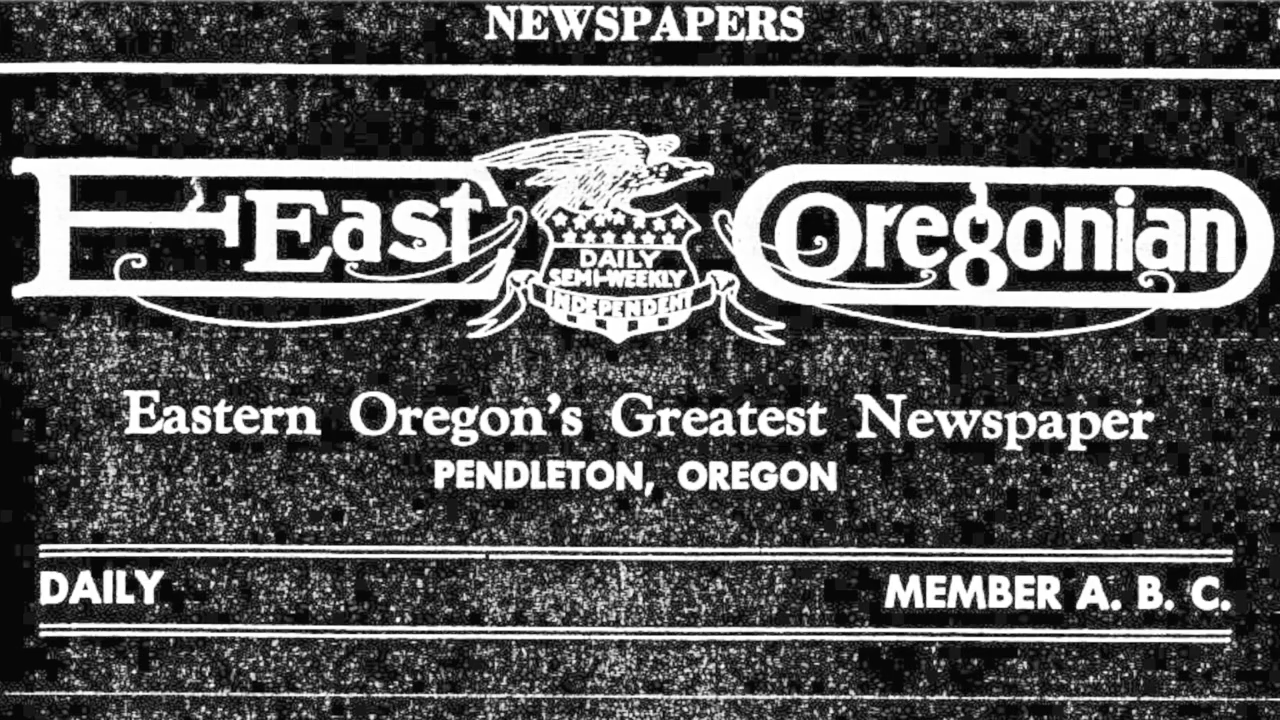 NEWSPAPERS
East Oregonian
DAILY
SEMI-WEEKLY
INDEPENDENT
Eastern Oregon's Greatest Newspaper
PENDLETON, OREGON
DAILY MEMBER A. B. C.